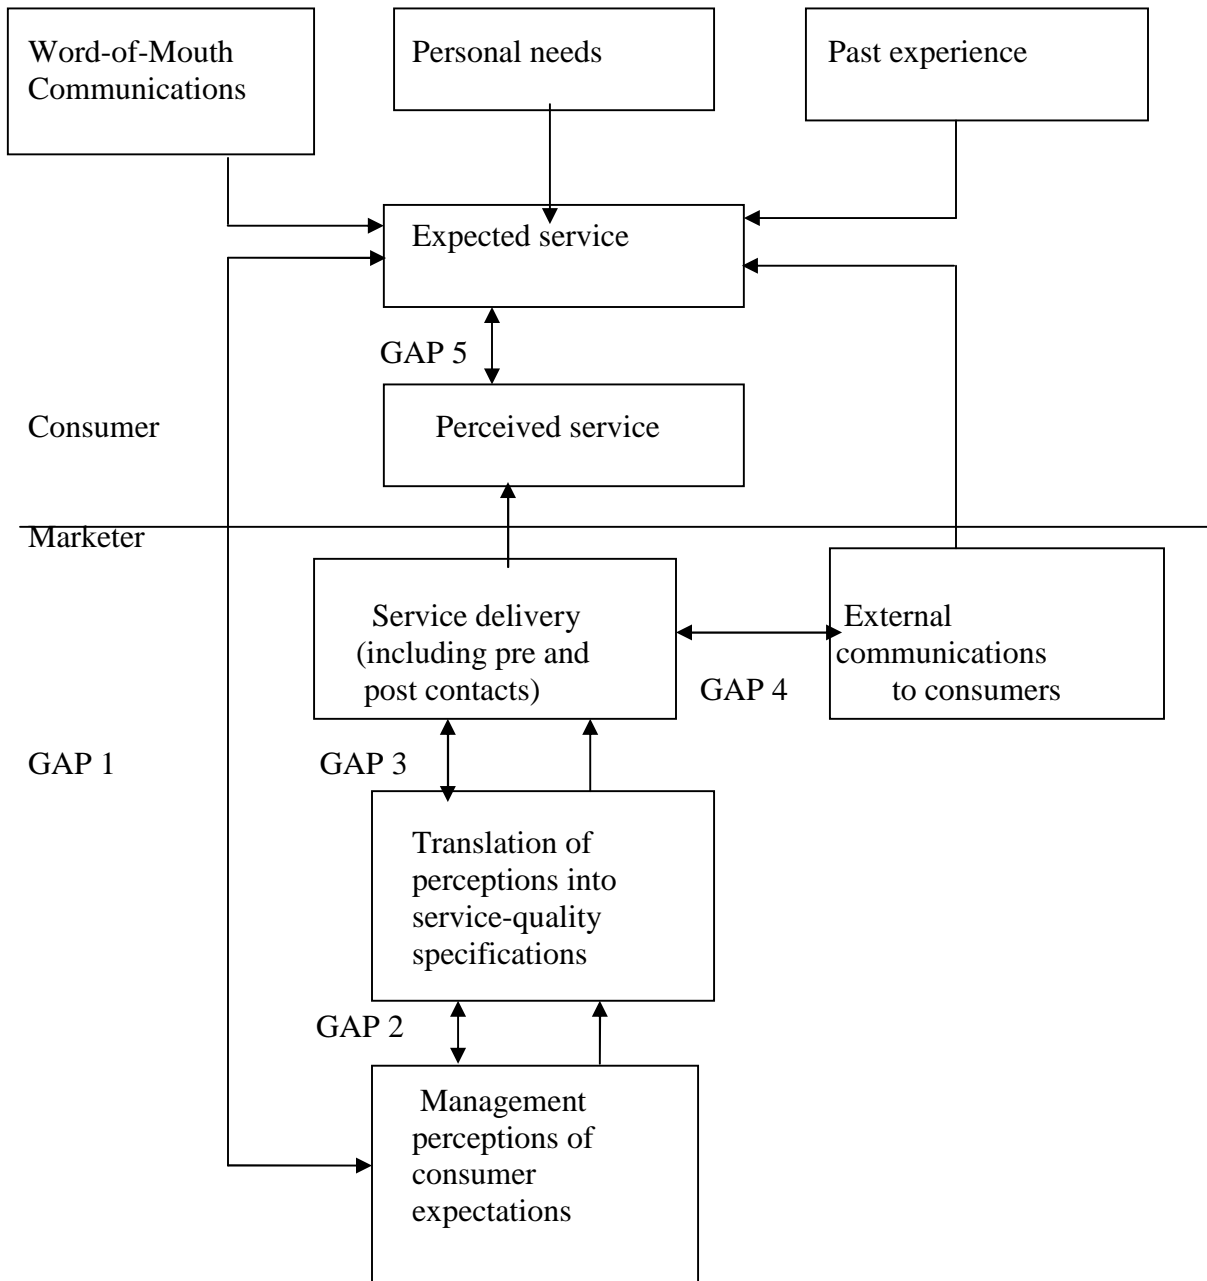 Word-of-Mouth
Communications
Personal needs
Past experience
Expected service
GAP 5
Perceived service
Consumer
Marketer
Service delivery
(including pre and
post contacts)
External
communications
to consumers
GAP 4
GAP 1
GAP 3
Translation of
perceptions into
service-quality
specifications
GAP 2
Management
perceptions of
consumer
expectations